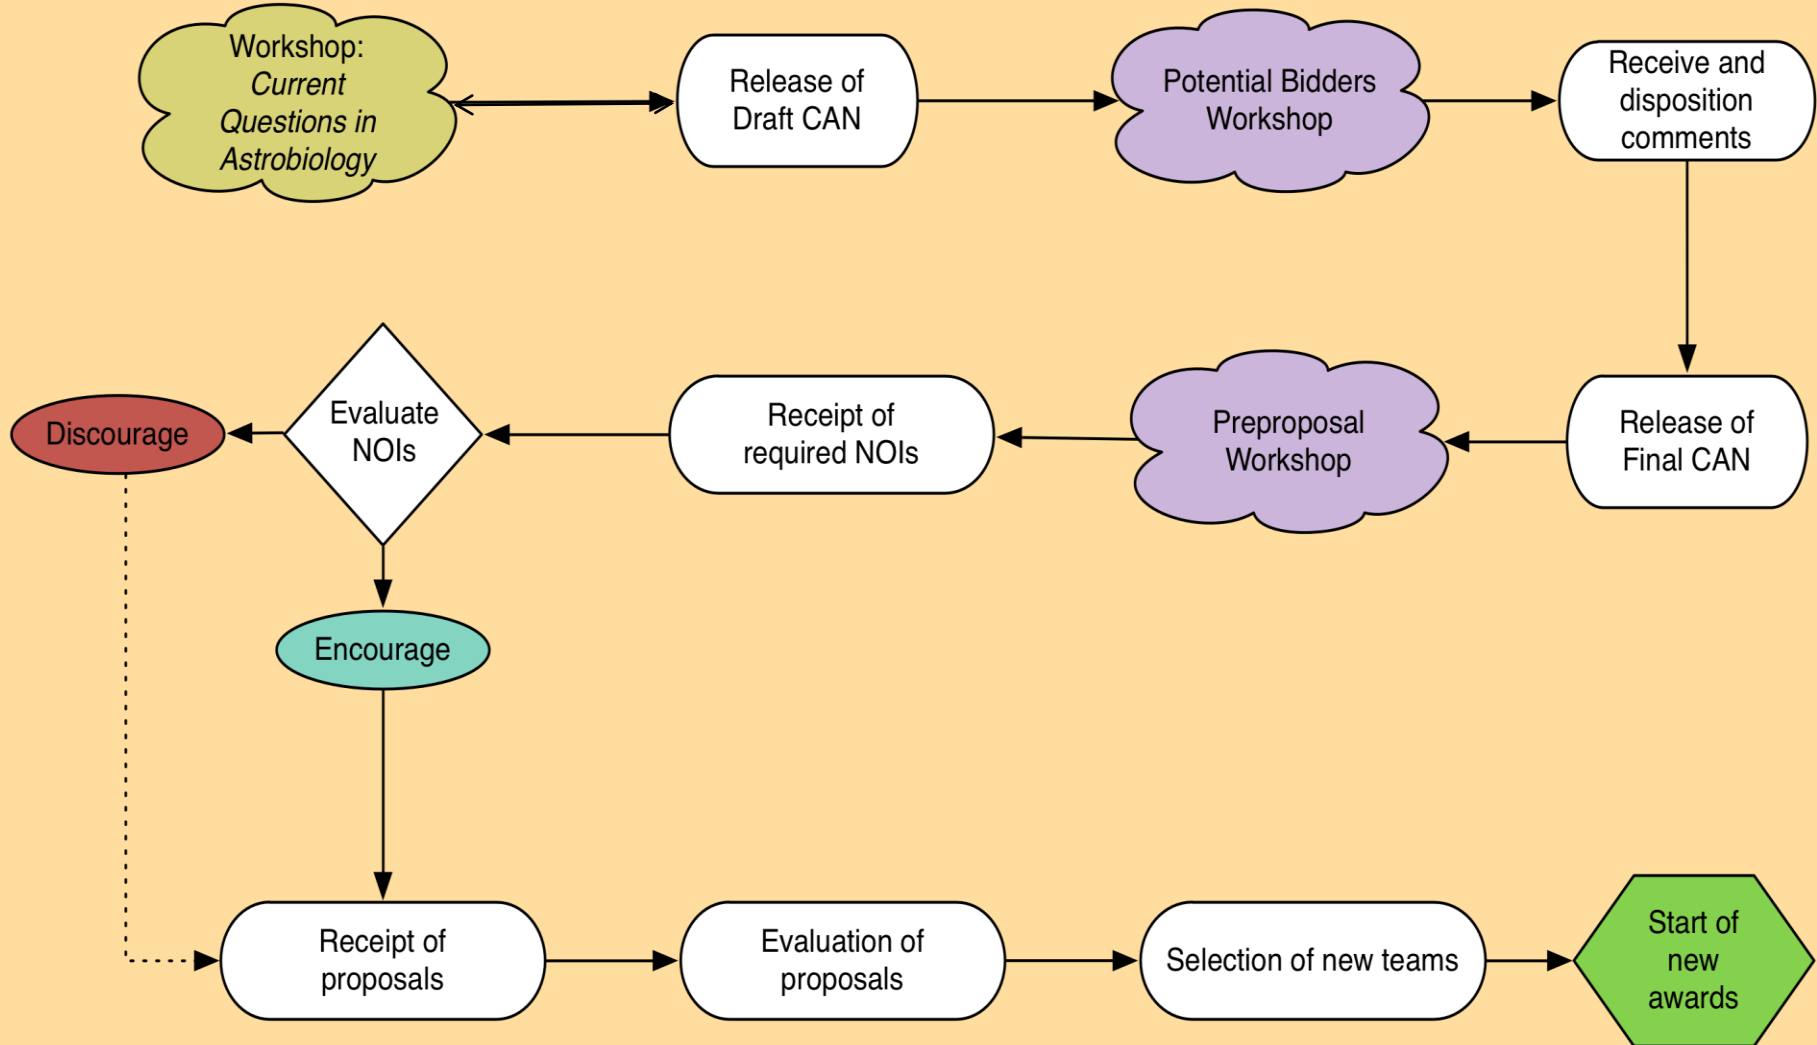 Workshop:
Current
Questions in
Astrobiology
Release of
Draft CAN
Potential Bidders
Workshop
Receive and
disposition
comments
Discourage
Evaluate
NOIs
Receipt of
required NOIs
Preproposal
Workshop
Release of
Final CAN
Encourage
Receipt of
proposals
Evaluation of
proposals
Selection of new teams
Start of
new
awards